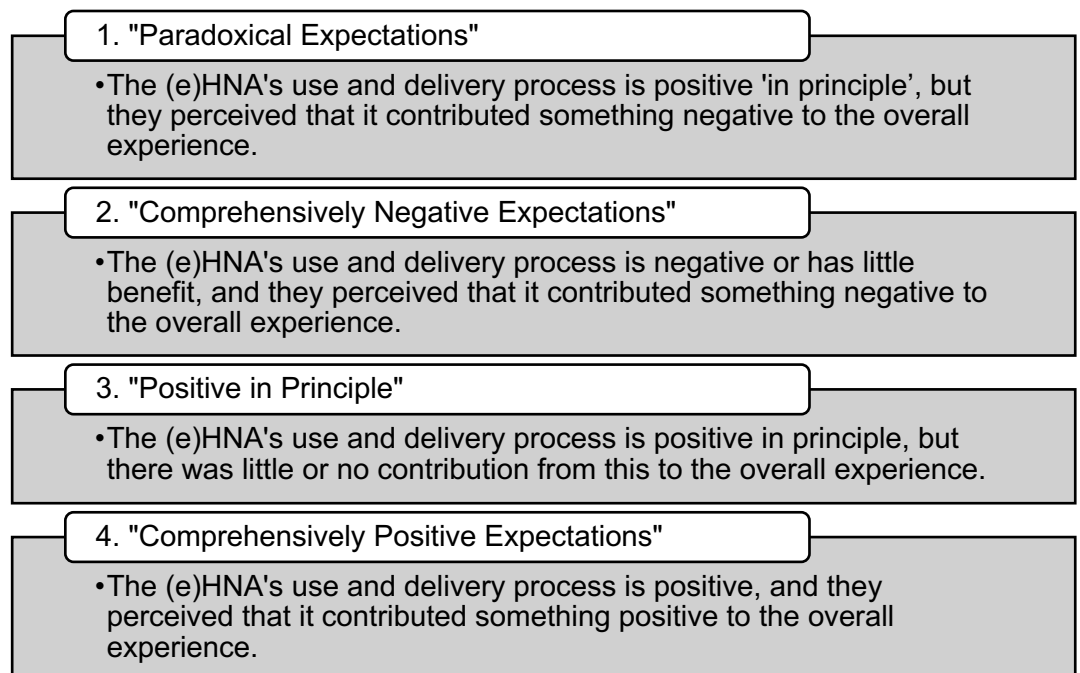 1. "Paradoxical Expectations"
•The (e)HNA's use and delivery process is positive 'in principle’, but
they perceived that it contributed something negative to the overall
experience.
2. "Comprehensively Negative Expectations"
•The (e)HNA's use and delivery process is negative or has little
benefit, and they perceived that it contributed something negative to
the overall experience.
3. "Positive in Principle"
•The (e)HNA's use and delivery process is positive in principle, but
there was little or no contribution from this to the overall experience.
4. "Comprehensively Positive Expectations"
•The (e)HNA's use and delivery process is positive, and they
perceived that it contributed something positive to the overall
experience.